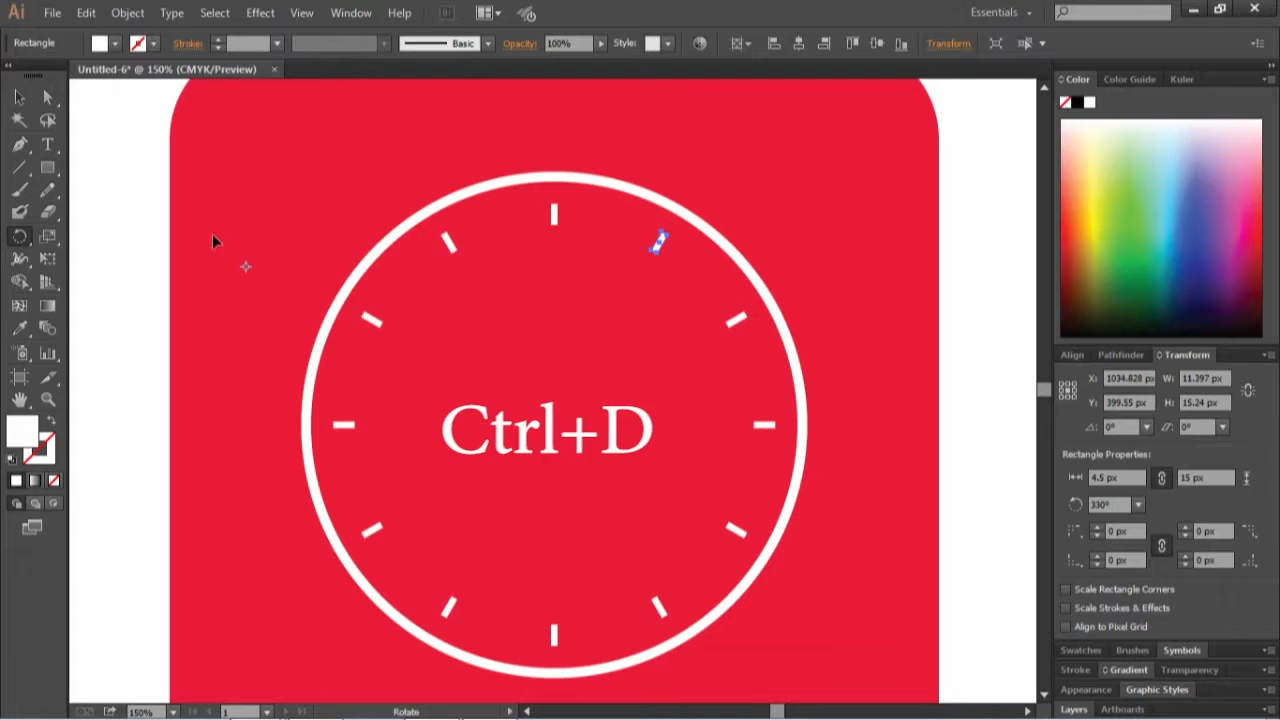 Ai File Edit Object Type Select Effect View Window Help Br Essentials
Rectangle Stroke: Basic Opacity: 100% Style: Transform
Untitled-6* @ 150% (CMYK/Preview) ×
Color Color Guide Kuler
Ctrl+D
Align Pathfinder Transform
X: 1034.828 px W: 11.397 px
Y: 399.55 px H: 15.24 px
0° 0°
Rectangle Properties:
4.5 px 15 px
330°
0 px 0 px
0 px 0 px
Scale Rectangle Corners
Scale Strokes & Effects
Align to Pixel Grid
Swatches Brushes Symbols
Stroke Gradient Transparency
Appearance Graphic Styles
Layers Artboards
150% 1 Rotate